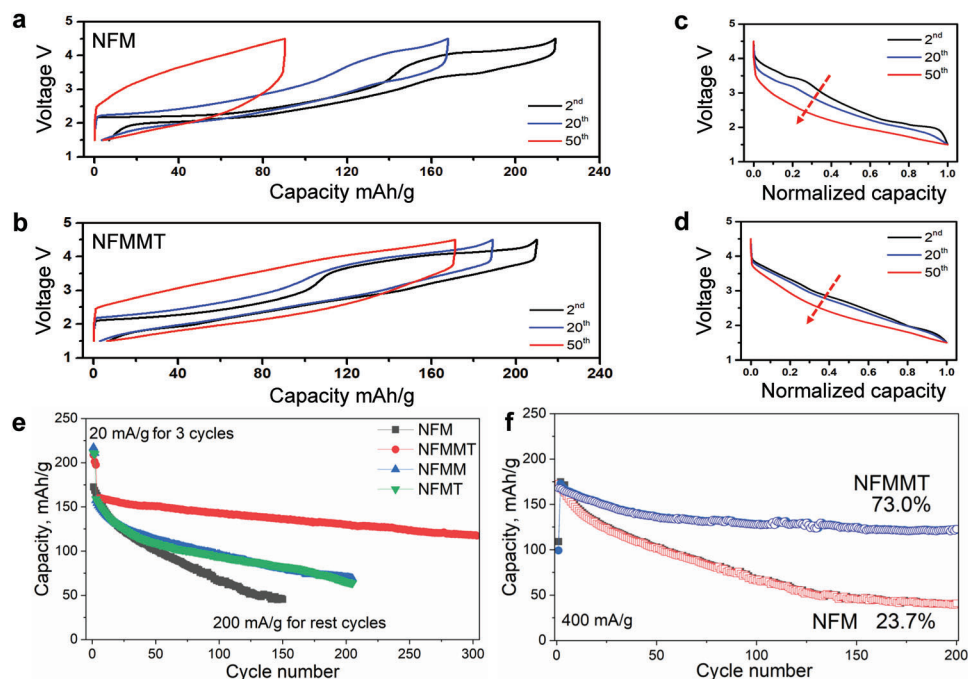 a
NFM
Voltage V
5
4
3
2
1
0 40 80 120 160 200 240
Capacity mAh/g
2nd
20th
50th
c
Voltage V
5
4
3
2
1
0.0 0.2 0.4 0.6 0.8 1.0
Normalized capacity
2nd
20th
50th
b
NFMMT
Voltage V
5
4
3
2
1
0 40 80 120 160 200 240
Capacity mAh/g
2nd
20th
50th
d
Voltage V
5
4
3
2
1
0.0 0.2 0.4 0.6 0.8 1.0
Normalized capacity
2nd
20th
50th
e
Capacity, mAh/g
250
200
150
100
50
0
20 mA/g for 3 cycles
NFM
NFMMT
NFMM
NFMT
200 mA/g for rest cycles
0 50 100 150 200 250 300
Cycle number
f
Capacity, mAh/g
250
200
150
100
50
0
NFMMT
73.0%
NFM 23.7%
400 mA/g
50 100 150 200
Cycle number